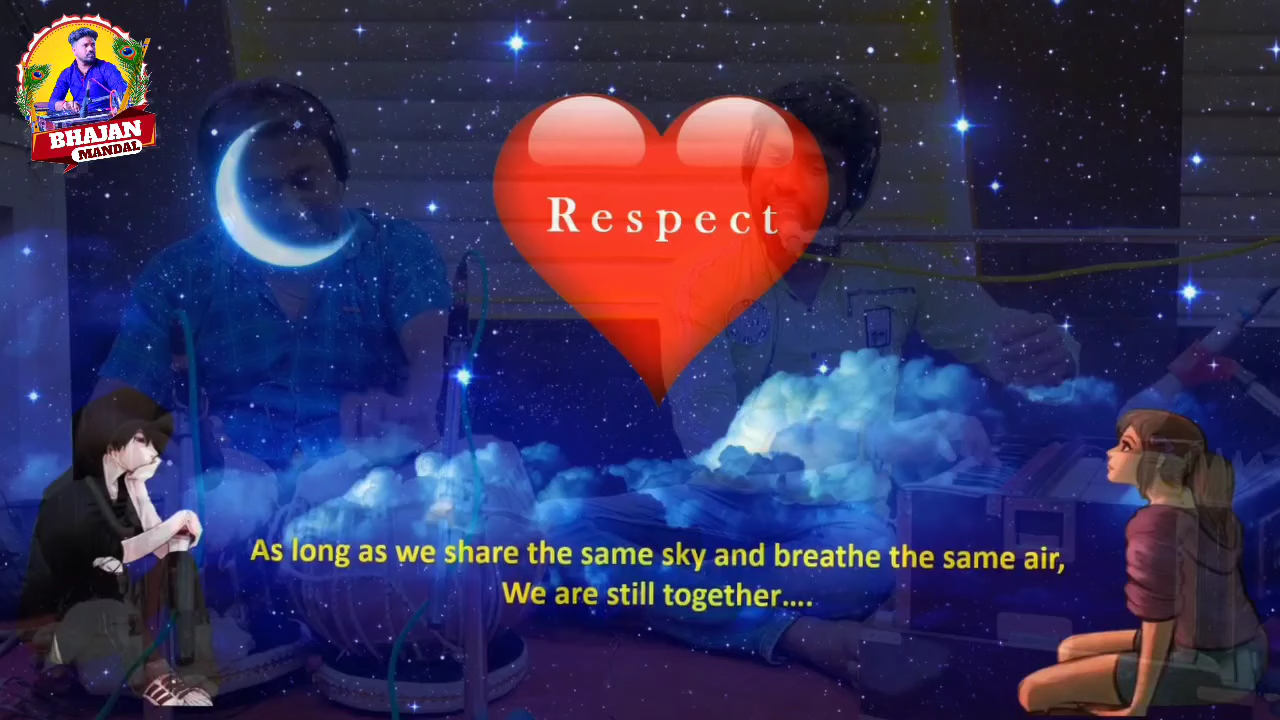 BHAJAN
MANDAL
Respect
As long as we share the same sky and breathe the same air,
We are still together....